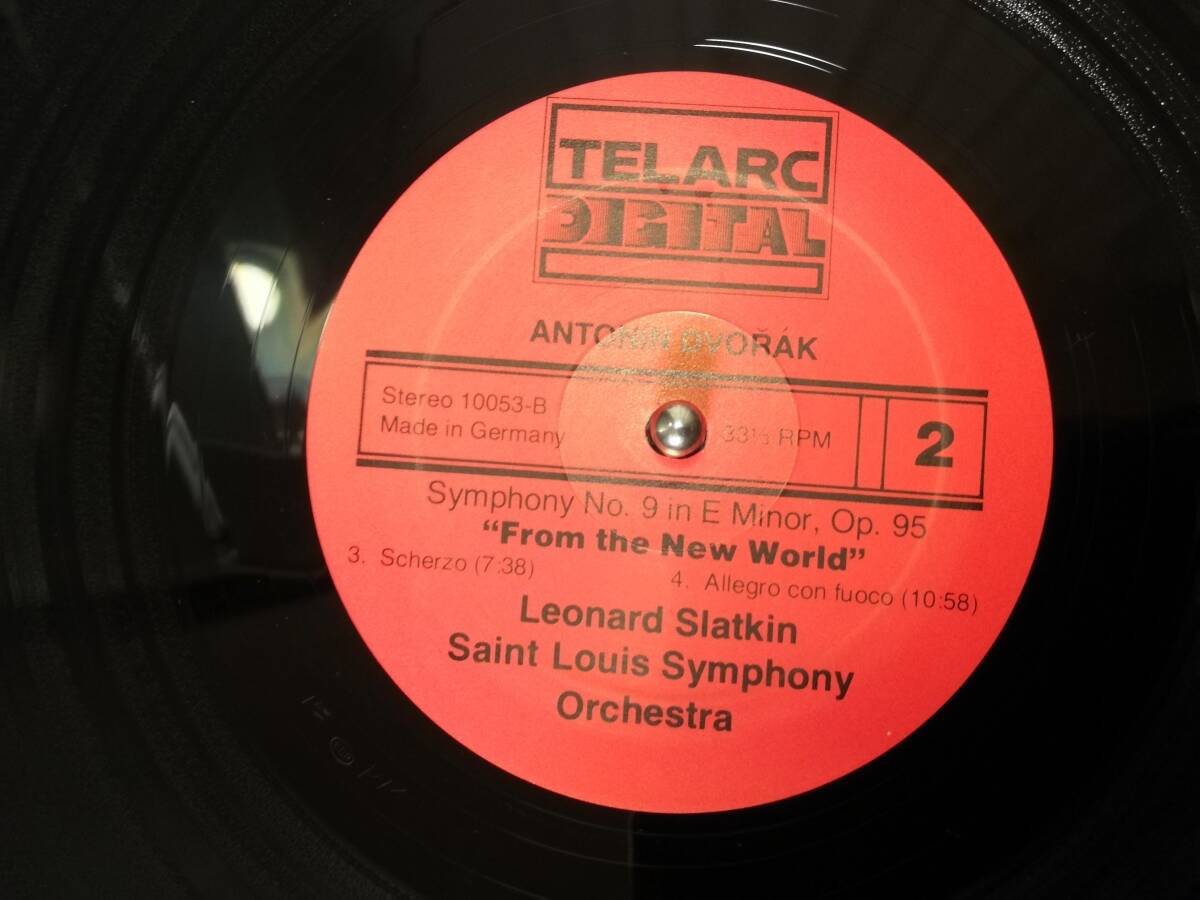 TELARC
DIGITAL
ANTONIN DVOŘÁK
Stereo 10053-B
Made in Germany
33⅓ RPM
2
Symphony No. 9 in E Minor, Op. 95
“From the New World”
3. Scherzo (7:38)
4. Allegro con fuoco (10:58)
Leonard Slatkin
Saint Louis Symphony
Orchestra